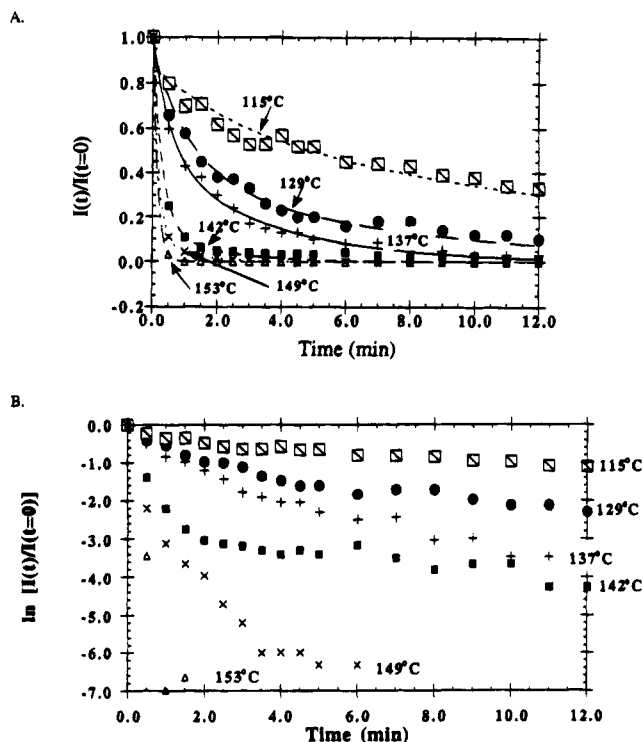 A.
1.0
0.8
0.6
0.4
0.2
0.0
-0.2
I(t)/I(t=0)
115°C
129°C
137°C
142°C
149°C
153°C
0.0 2.0 4.0 6.0 8.0 10.0 12.0
Time (min)
B.
0.0
-1.0
-2.0
-3.0
-4.0
-5.0
-6.0
-7.0
ln [I(t)/I(t=0)]
115°C
129°C
137°C
142°C
149°C
153°C
0.0 2.0 4.0 6.0 8.0 10.0 12.0
Time (min)